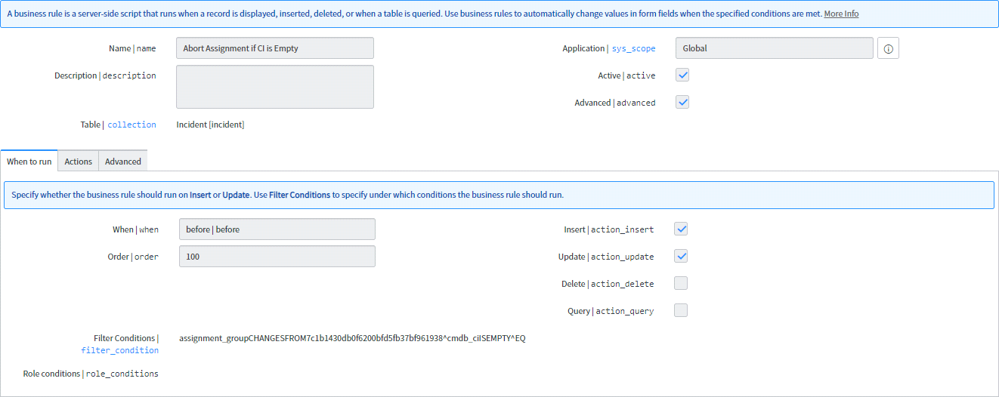 A business rule is a server-side script that runs when a record is displayed, inserted, deleted, or when a table is queried. Use business rules to automatically change values in form fields when the specified conditions are met. More Info
Name | name
Abort Assignment if CI is Empty
Application | sys_scope
Global
Description | description
Active | active
Advanced | advanced
Table | collection
Incident [incident]
When to run
Actions
Advanced
Specify whether the business rule should run on Insert or Update. Use Filter Conditions to specify under which conditions the business rule should run.
When | when
before | before
Insert | action_insert
Order | order
100
Update | action_update
Delete | action_delete
Query | action_query
Filter Conditions |
filter_condition
assignment_groupCHANGESFROM7c1b1430db0f6200bfd5fb37bf961938^cmdb_ciISEMPTY^EQ
Role conditions | role_conditions